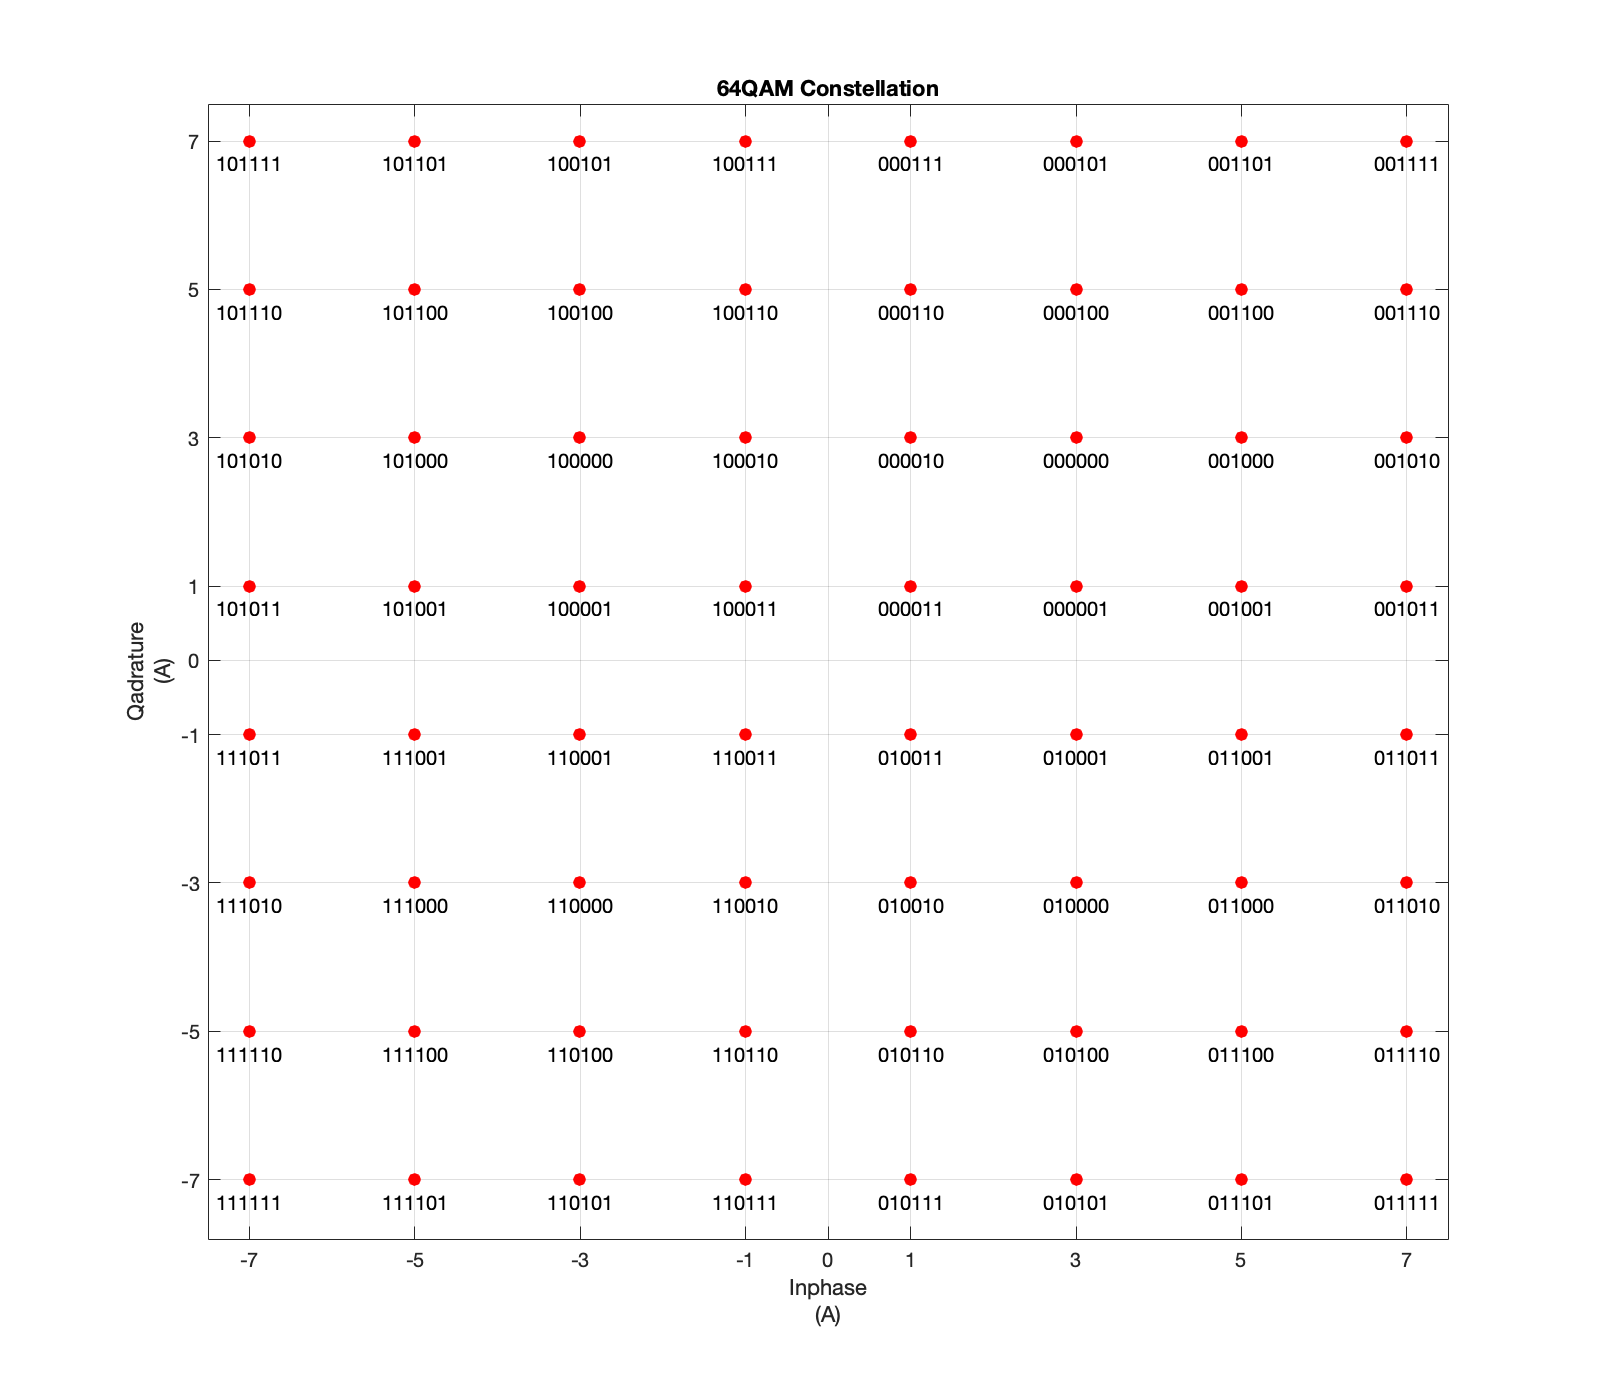 64QAM Constellation
7
101111 101101 100101 100111 000111 000101 001101 001111
5
101110 101100 100100 100110 000110 000100 001100 001110
3
101010 101000 100000 100010 000010 000000 001000 001010
1
101011 101001 100001 100011 000011 000001 001001 001011
Qadrature
(A)
0
-1
111011 111001 110001 110011 010011 010001 011001 011011
-3
111010 111000 110000 110010 010010 010000 011000 011010
-5
111110 111100 110100 110110 010110 010100 011100 011110
-7
111111 111101 110101 110111 010111 010101 011101 011111
-7 -5 -3 -1 0 1 3 5 7
Inphase
(A)